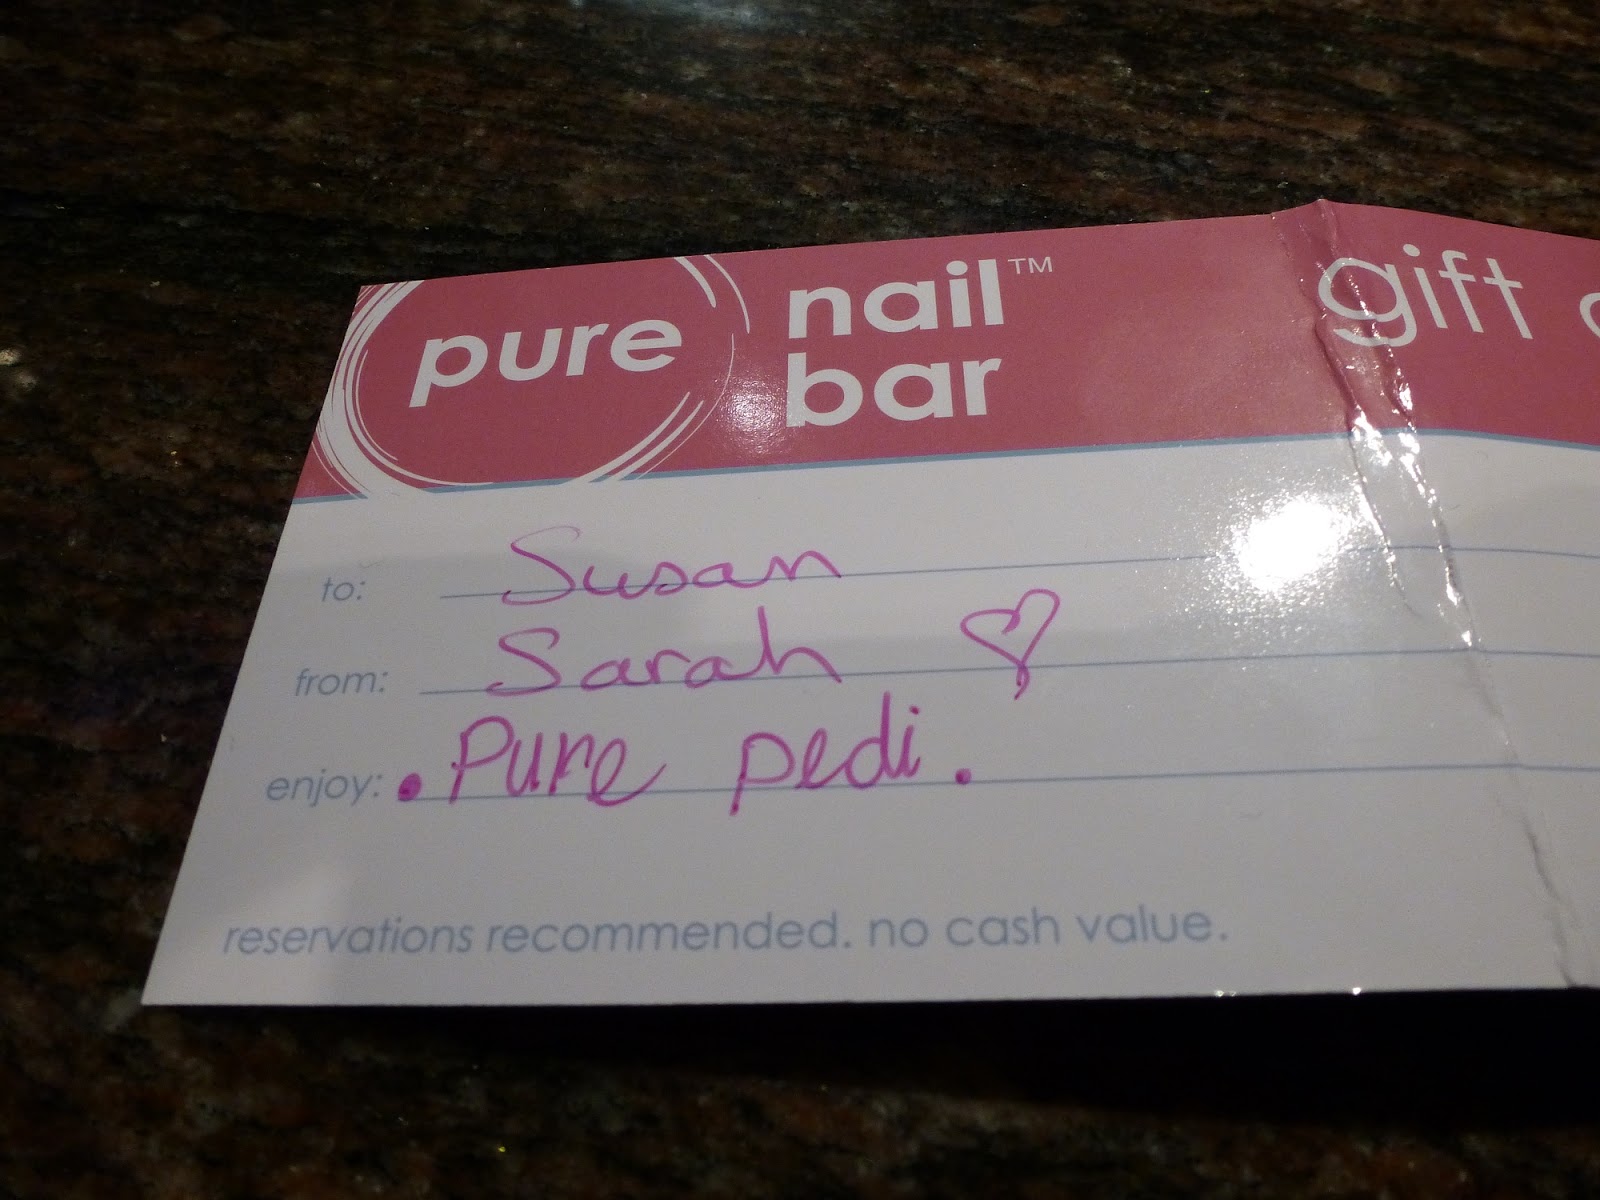 pure nail™ bar gift
to: Susan
from: Sarah ♡
enjoy: . Pure pedi .
reservations recommended. no cash value.